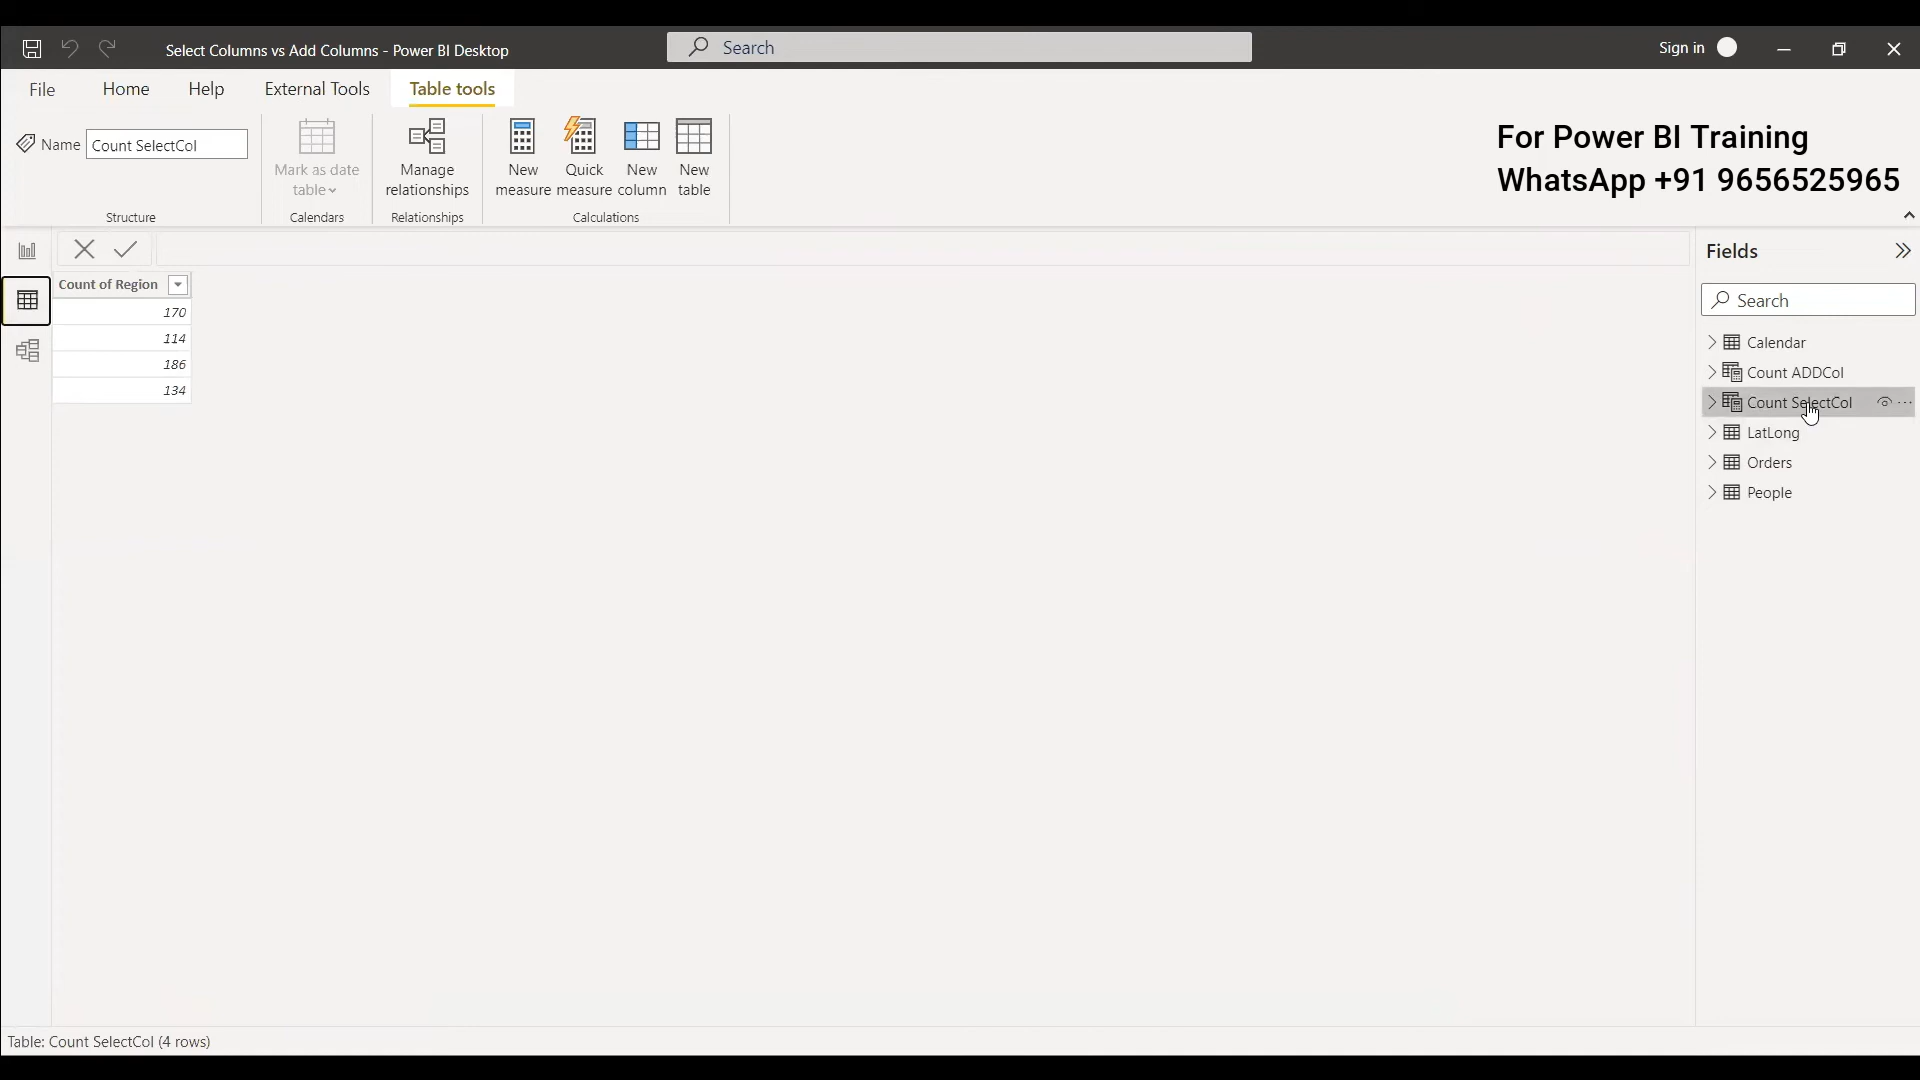 Select Columns vs Add Columns - Power BI Desktop
Search
Sign in
File
Home
Help
External Tools
Table tools
Name
Count SelectCol
Mark as date
table
Manage
relationships
New
measure
Quick
measure
New
column
New
table
Structure
Calendars
Relationships
Calculations
For Power BI Training
WhatsApp +91 9656525965
Count of Region
170
114
186
134
Fields
Search
Calendar
Count ADDCol
Count SelectCol
LatLong
Orders
People
Table: Count SelectCol (4 rows)